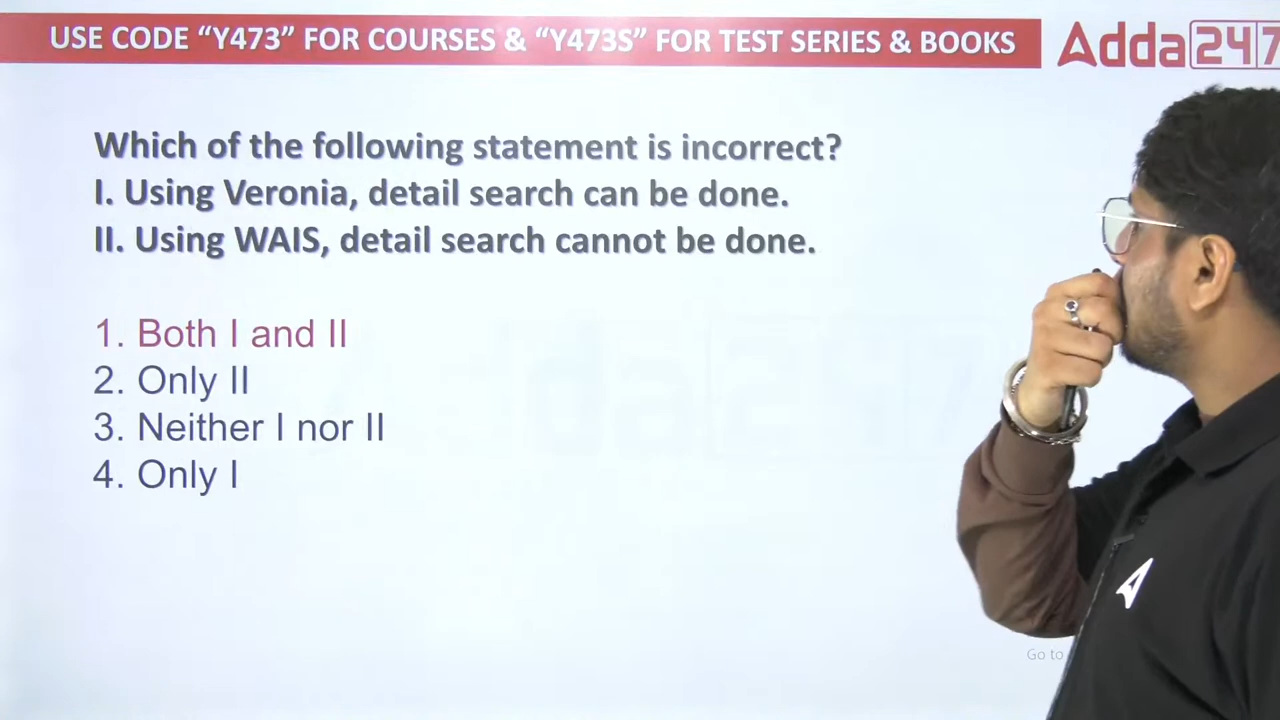 USE CODE “Y473” FOR COURSES & “Y473S” FOR TEST SERIES & BOOKS
Adda247
Which of the following statement is incorrect?
I. Using Veronia, detail search can be done.
II. Using WAIS, detail search cannot be done.
1. Both I and II
2. Only II
3. Neither I nor II
4. Only I
Go to